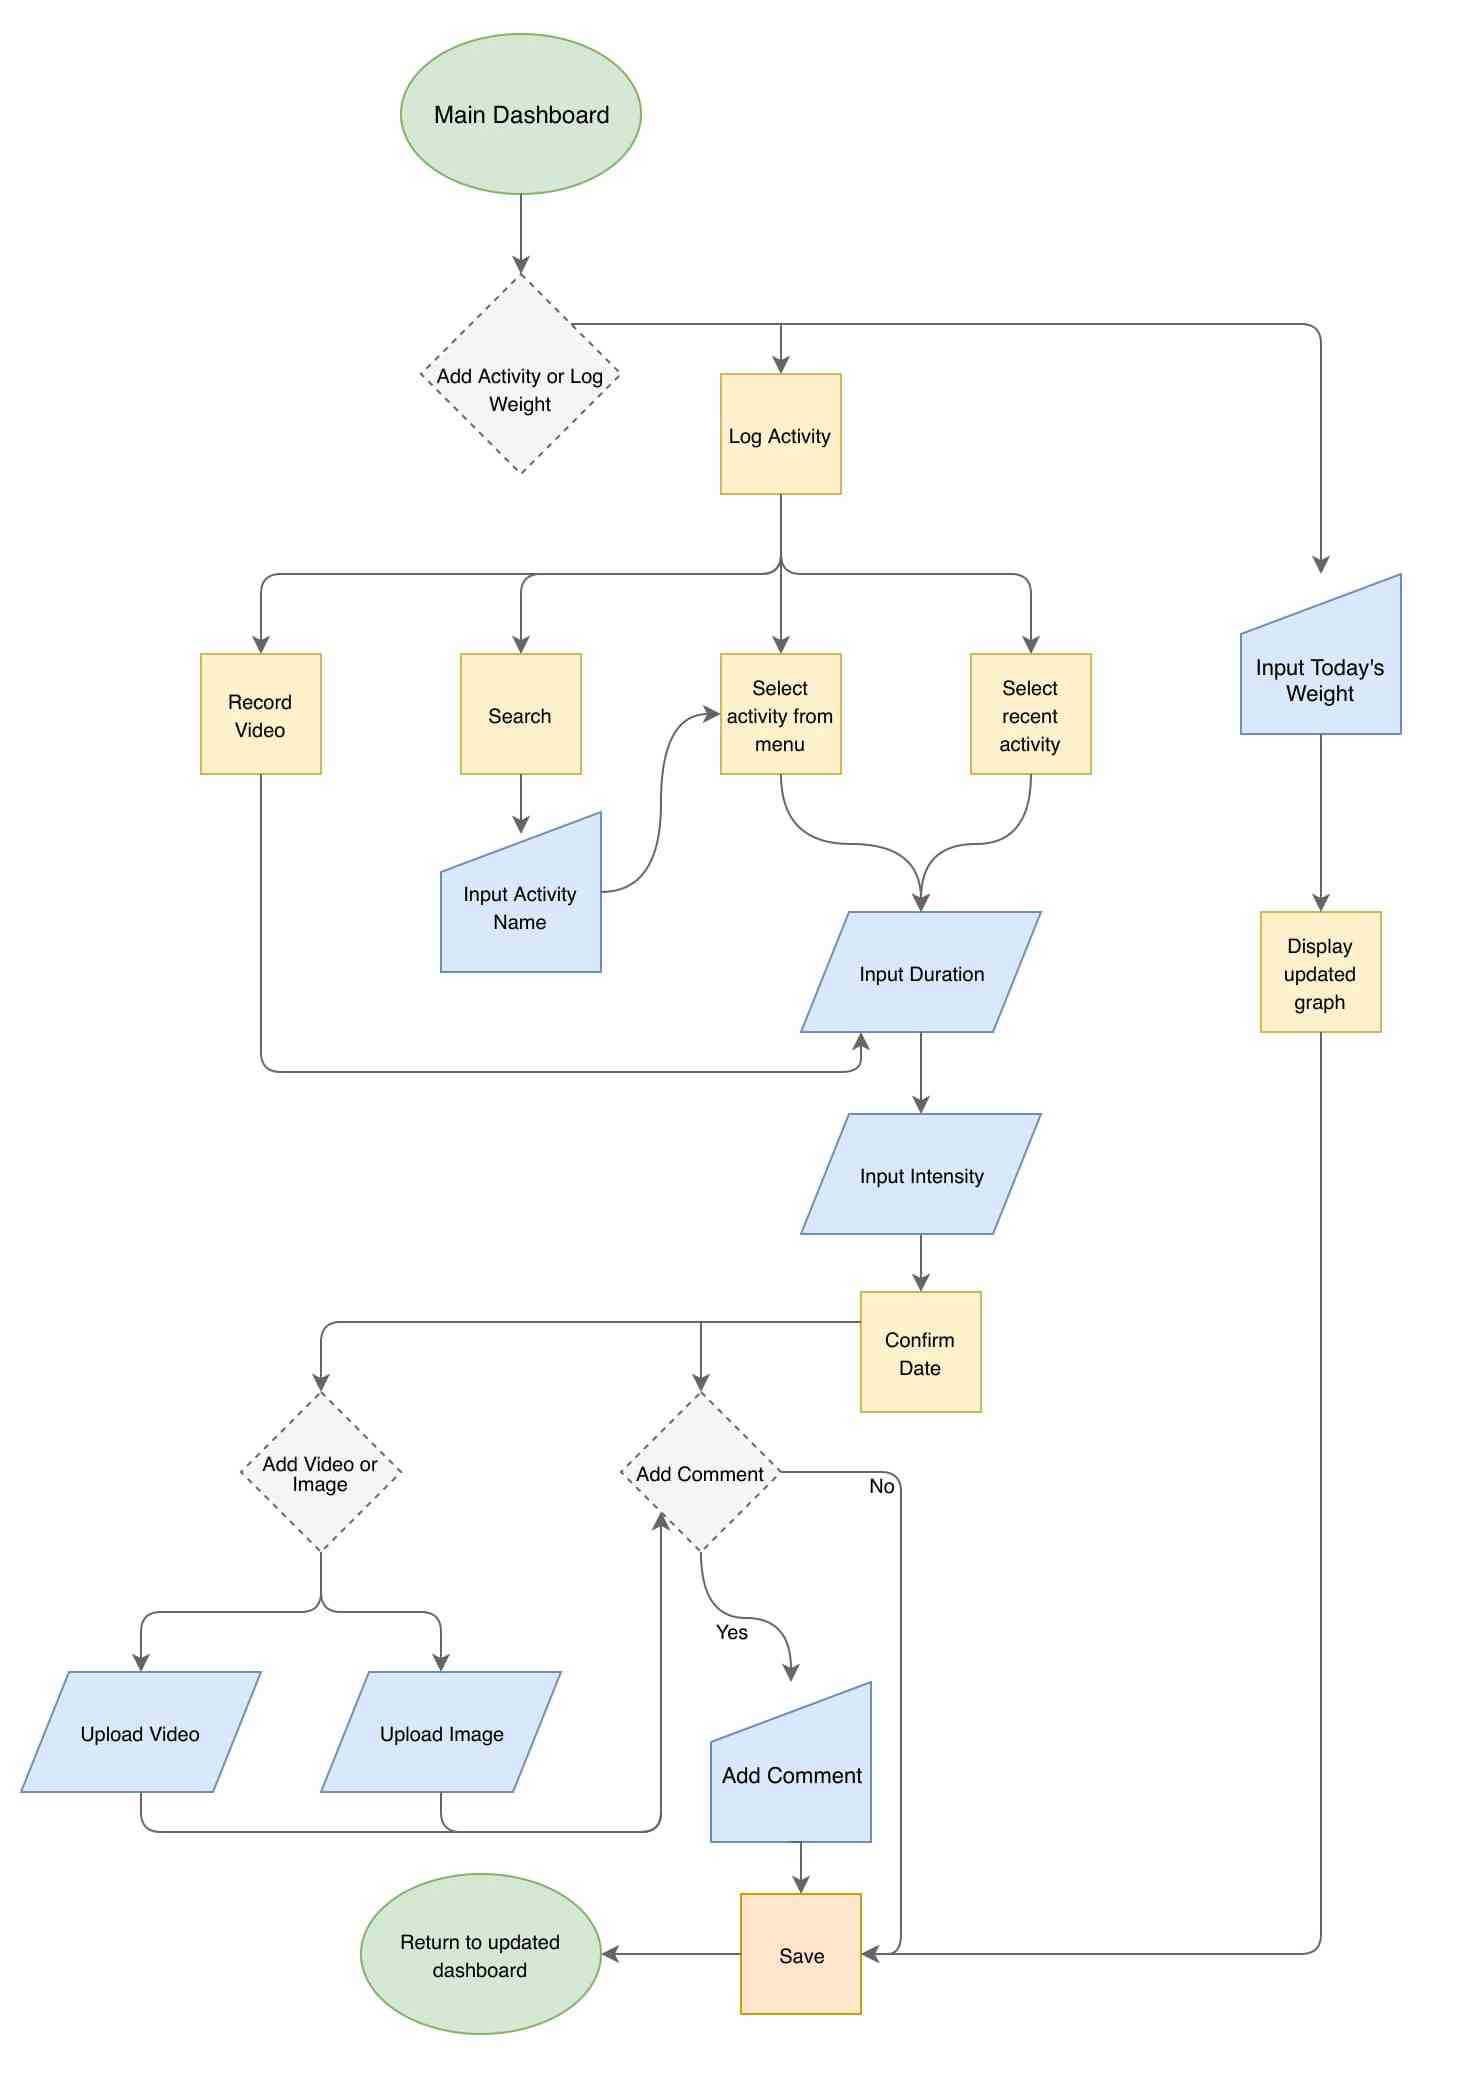 Main Dashboard
Add Activity or Log
Weight
Log Activity
Record
Video
Search
Select
activity from
menu
Select
recent
activity
Input Today's
Weight
Input Activity
Name
Input Duration
Display
updated
graph
Input Intensity
Confirm
Date
Add Video or
Image
Add Comment
No
Yes
Upload Video
Upload Image
Add Comment
Return to updated
dashboard
Save